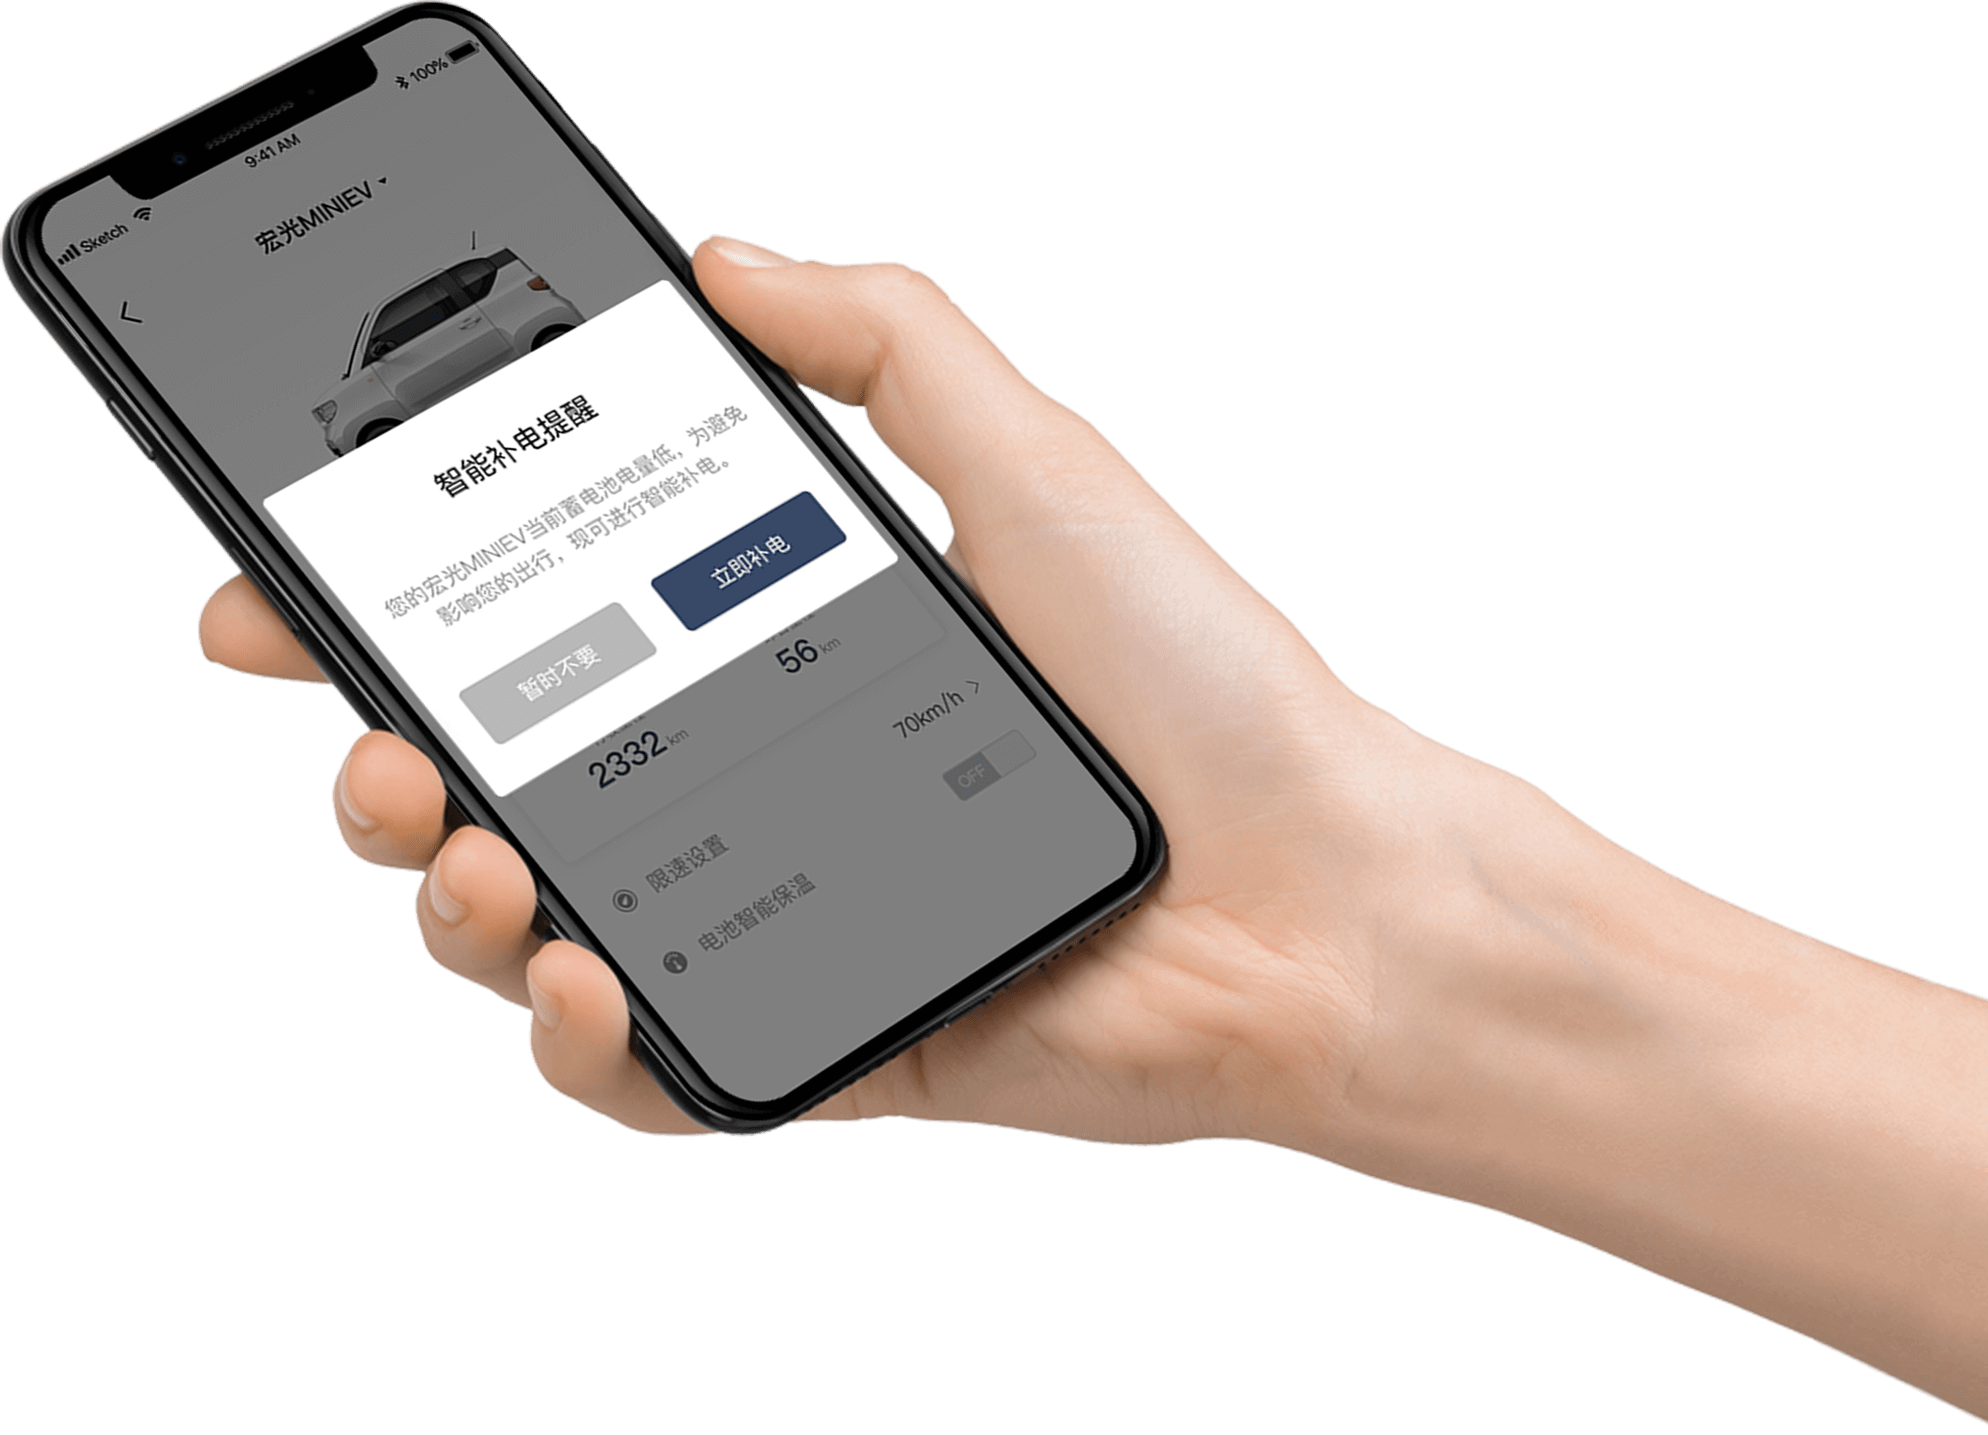 9:41 AM
100%
Sketch
宏光MINIEV
智能补电提醒
您的宏光MINIEV当前蓄电池电量低，为避免
影响您的出行，现可进行智能补电。
暂时不要
立即补电
2332 km
56 km
限速设置
70km/h
电池智能保温
OFF